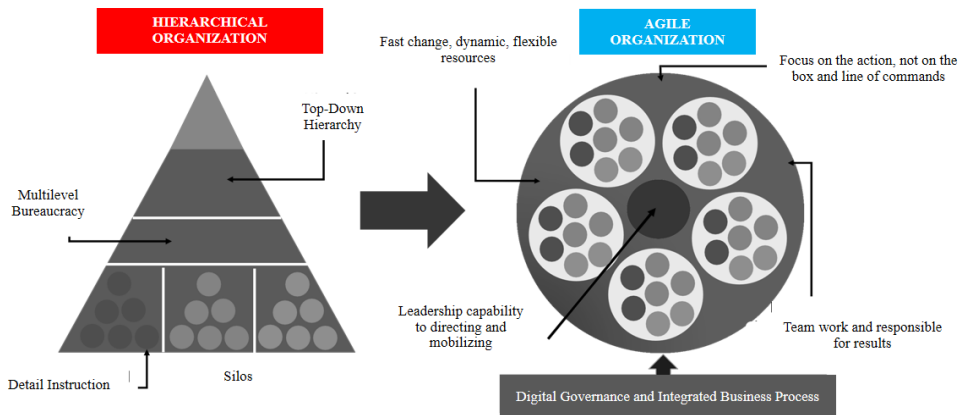 HIERARCHICAL
ORGANIZATION
Top-Down
Hierarchy
Multilevel
Bureaucracy
Detail Instruction
Silos
AGILE
ORGANIZATION
Fast change, dynamic, flexible
resources
Focus on the action, not on the
box and line of commands
Leadership capability
to directing and
mobilizing
Team work and responsible
for results
Digital Governance and Integrated Business Process